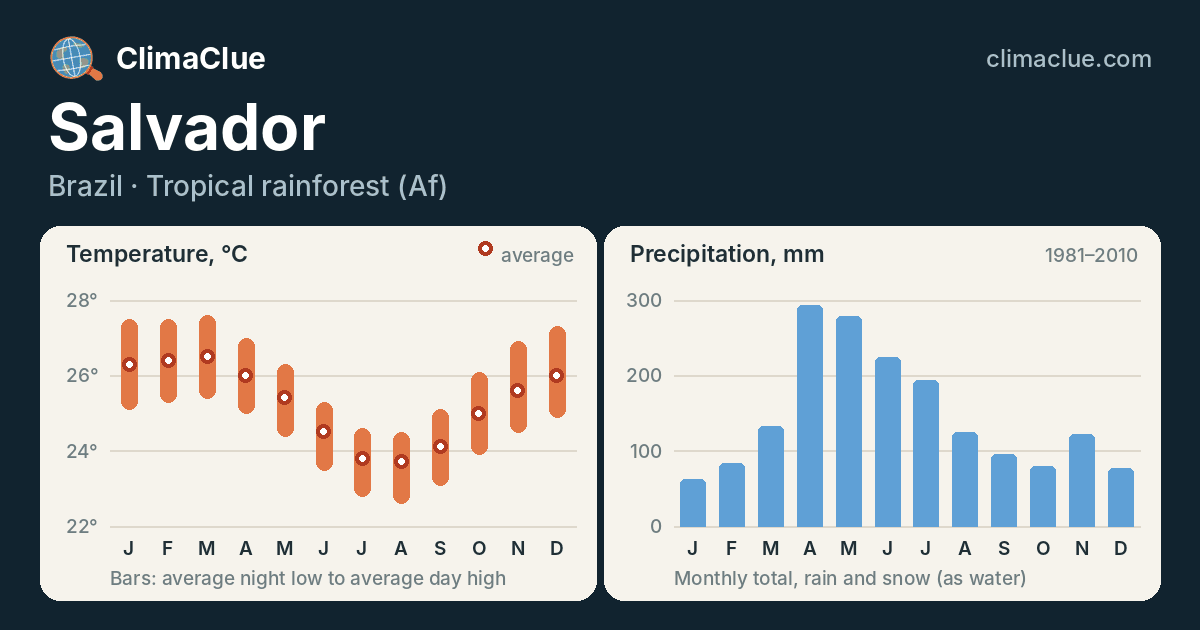 ClimaClue
climaclue.com
Salvador
Brazil · Tropical rainforest (Af)
Temperature, °C
average
28°
26°
24°
22°
J F M A M J J A S O N D
Bars: average night low to average day high
Precipitation, mm
1981–2010
300
200
100
0
J F M A M J J A S O N D
Monthly total, rain and snow (as water)